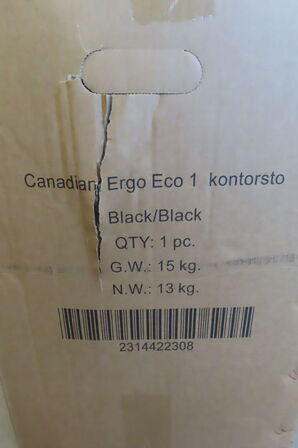 Canadian Ergo Eco 1 kontorsto
Black/Black
QTY: 1 pc.
G.W.: 15 kg.
N.W.: 13 kg.
2314422308